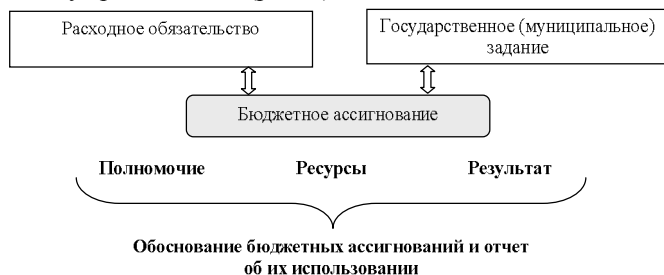 Расходное обязательство
Государственное (муниципальное)
задание
Бюджетное ассигнование
Полномочие Ресурсы Результат
Обоснование бюджетных ассигнований и отчет
об их использовании